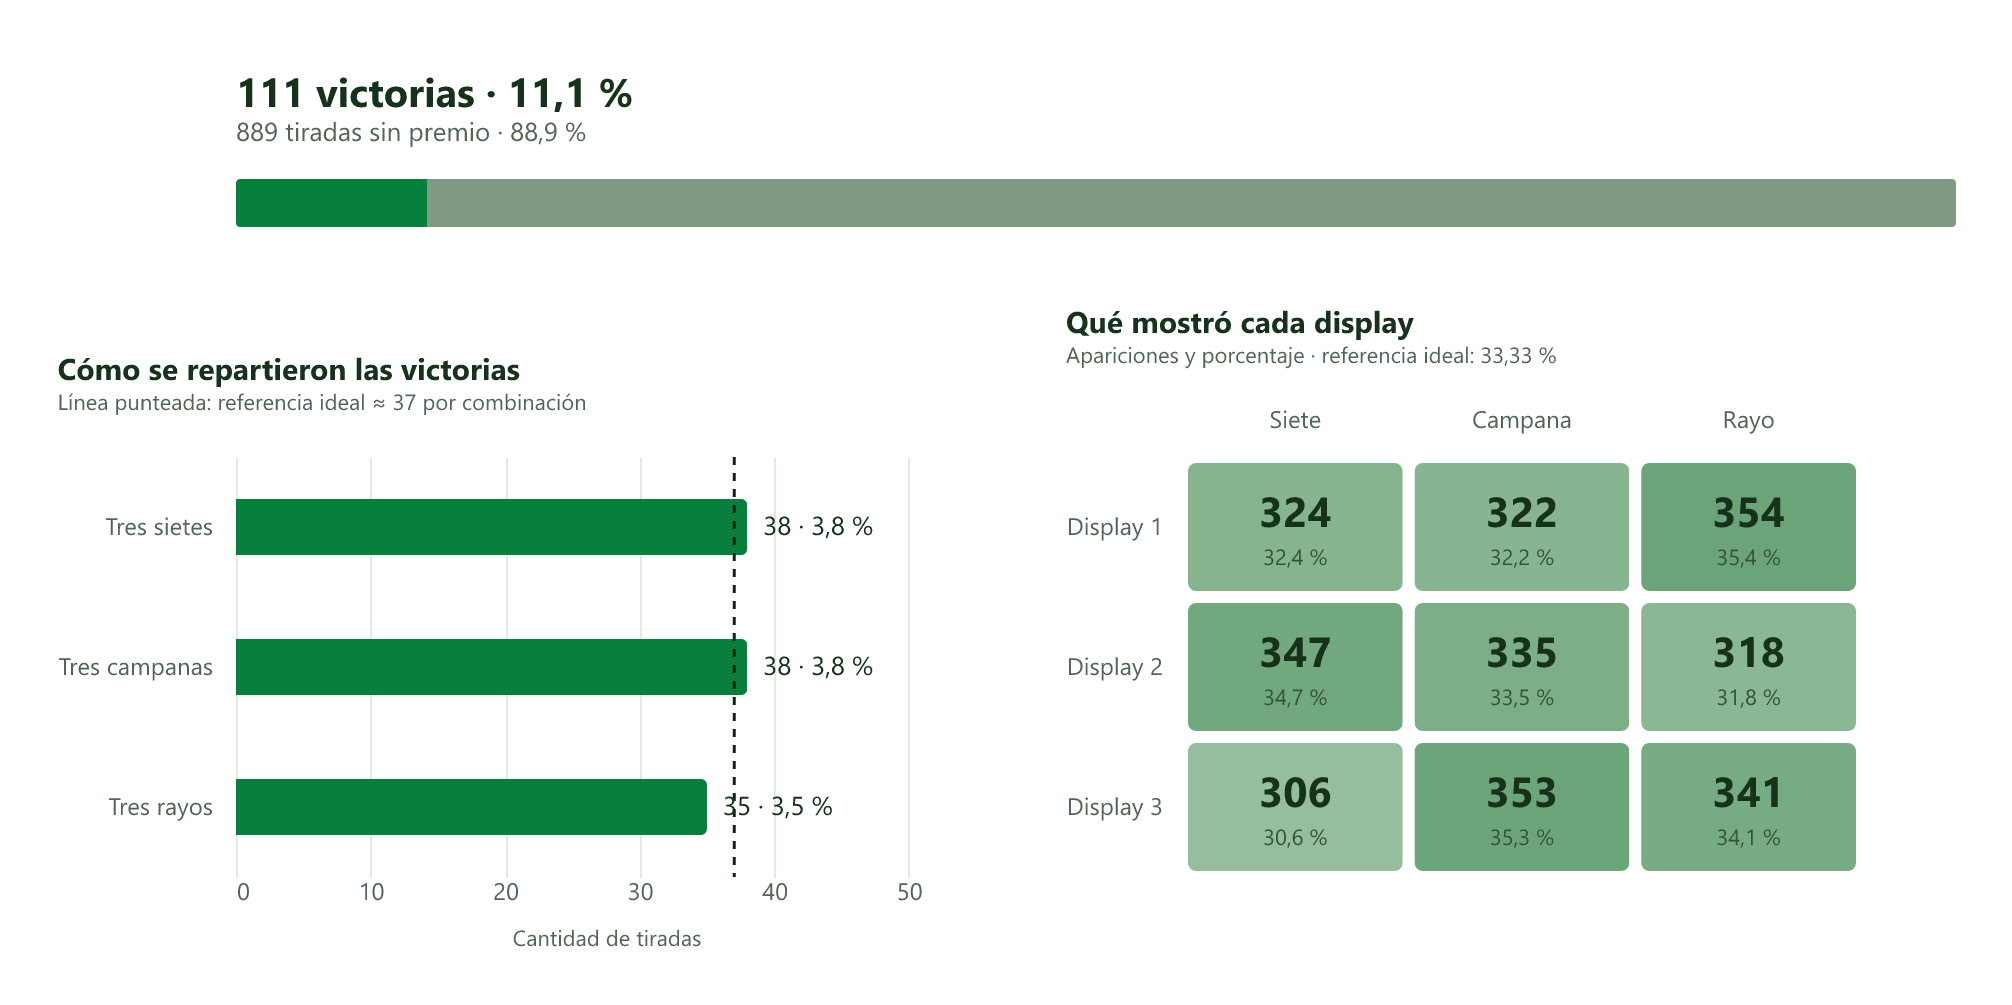 111 victorias · 11,1 %
889 tiradas sin premio · 88,9 %
Cómo se repartieron las victorias
Línea punteada: referencia ideal ≈ 37 por combinación
Tres sietes
38 · 3,8 %
Tres campanas
38 · 3,8 %
Tres rayos
35 · 3,5 %
0 10 20 30 40 50
Cantidad de tiradas
Qué mostró cada display
Apariciones y porcentaje · referencia ideal: 33,33 %
Siete Campana Rayo
Display 1
324 322 354
32,4 % 32,2 % 35,4 %
Display 2
347 335 318
34,7 % 33,5 % 31,8 %
Display 3
306 353 341
30,6 % 35,3 % 34,1 %